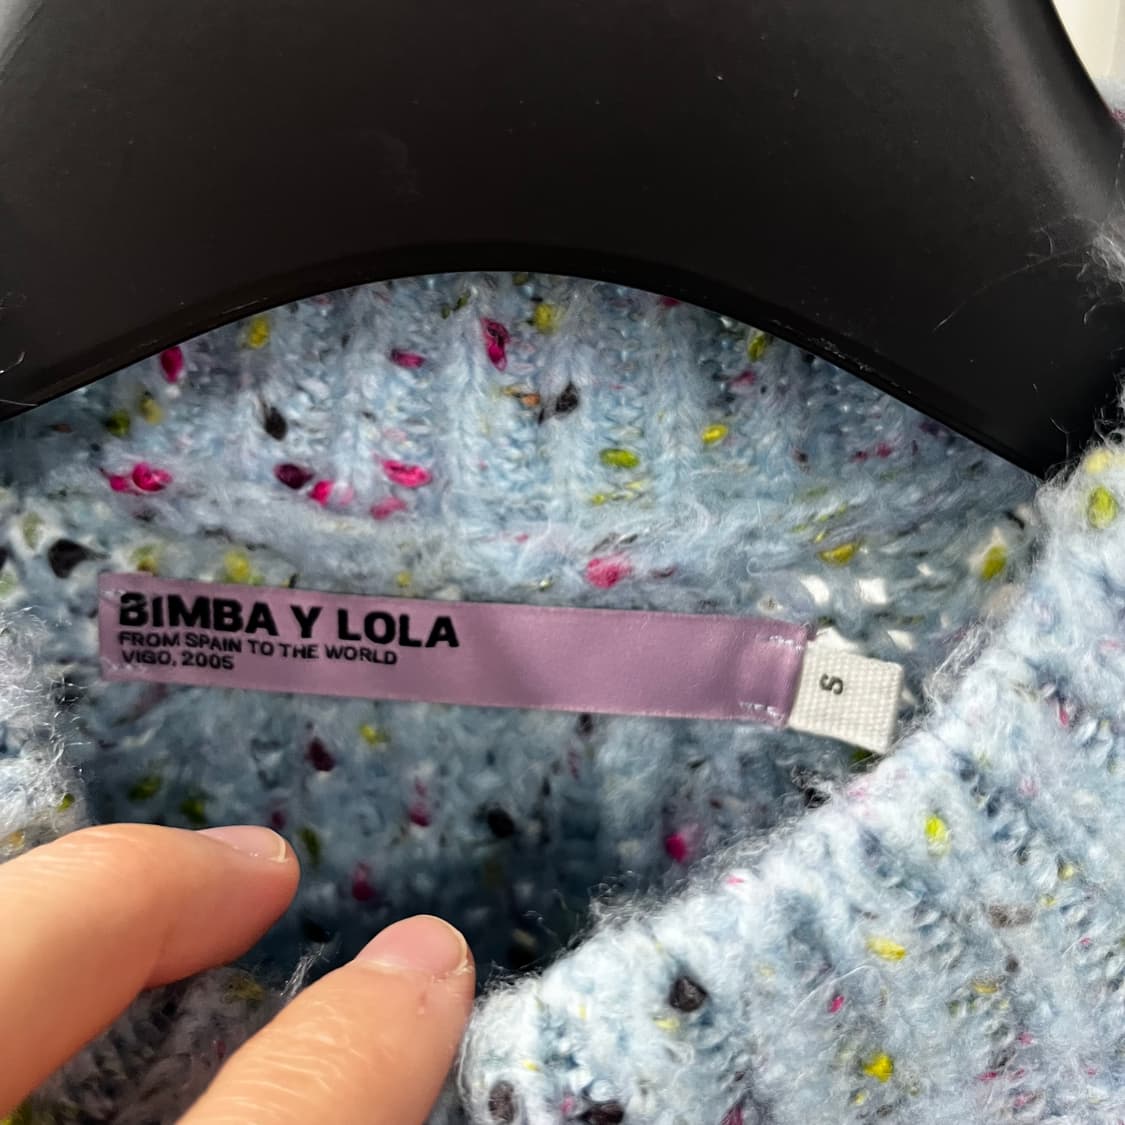 BIMBA Y LOLA
FROM SPAIN TO THE WORLD
VIGO, 2005
S